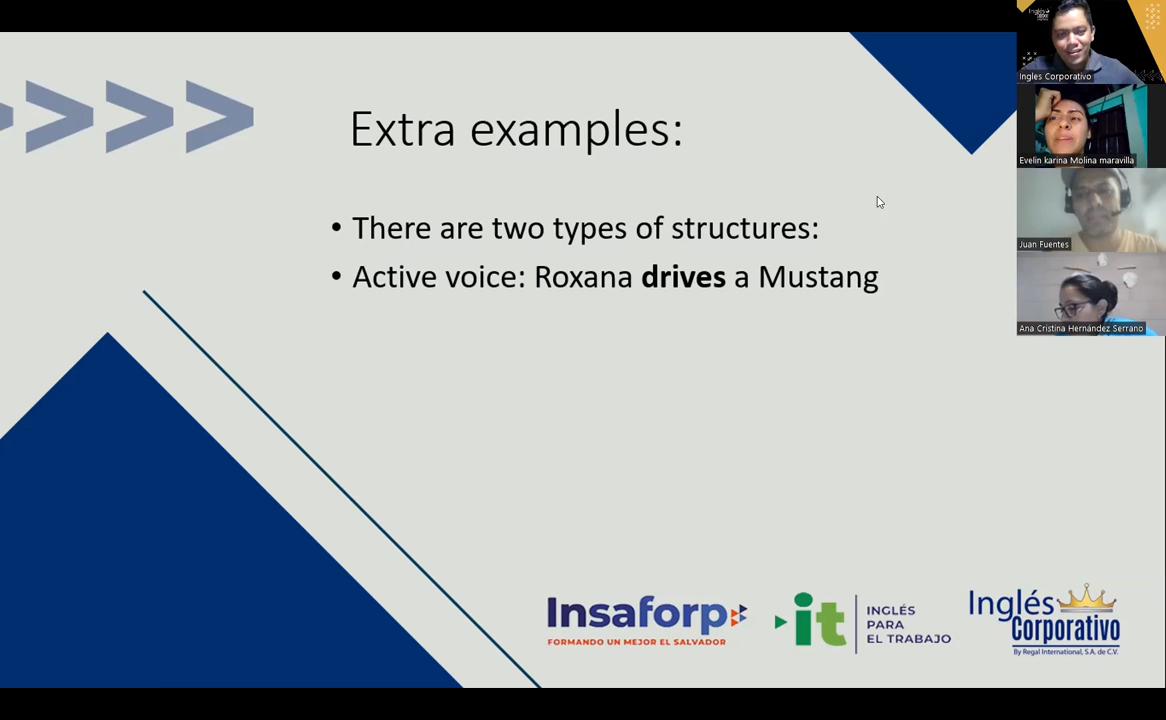 Extra examples:
• There are two types of structures:
• Active voice: Roxana drives a Mustang
Insaforp
FORMANDO UN MEJOR EL SALVADOR
it
INGLÉS
PARA
EL TRABAJO
Inglés
Corporativo
By Regal International, S.A. de C.V.
Ingles Corporativo
Evelin karina Molina maravilla
Juan Fuentes
Ana Cristina Hernández Serrano